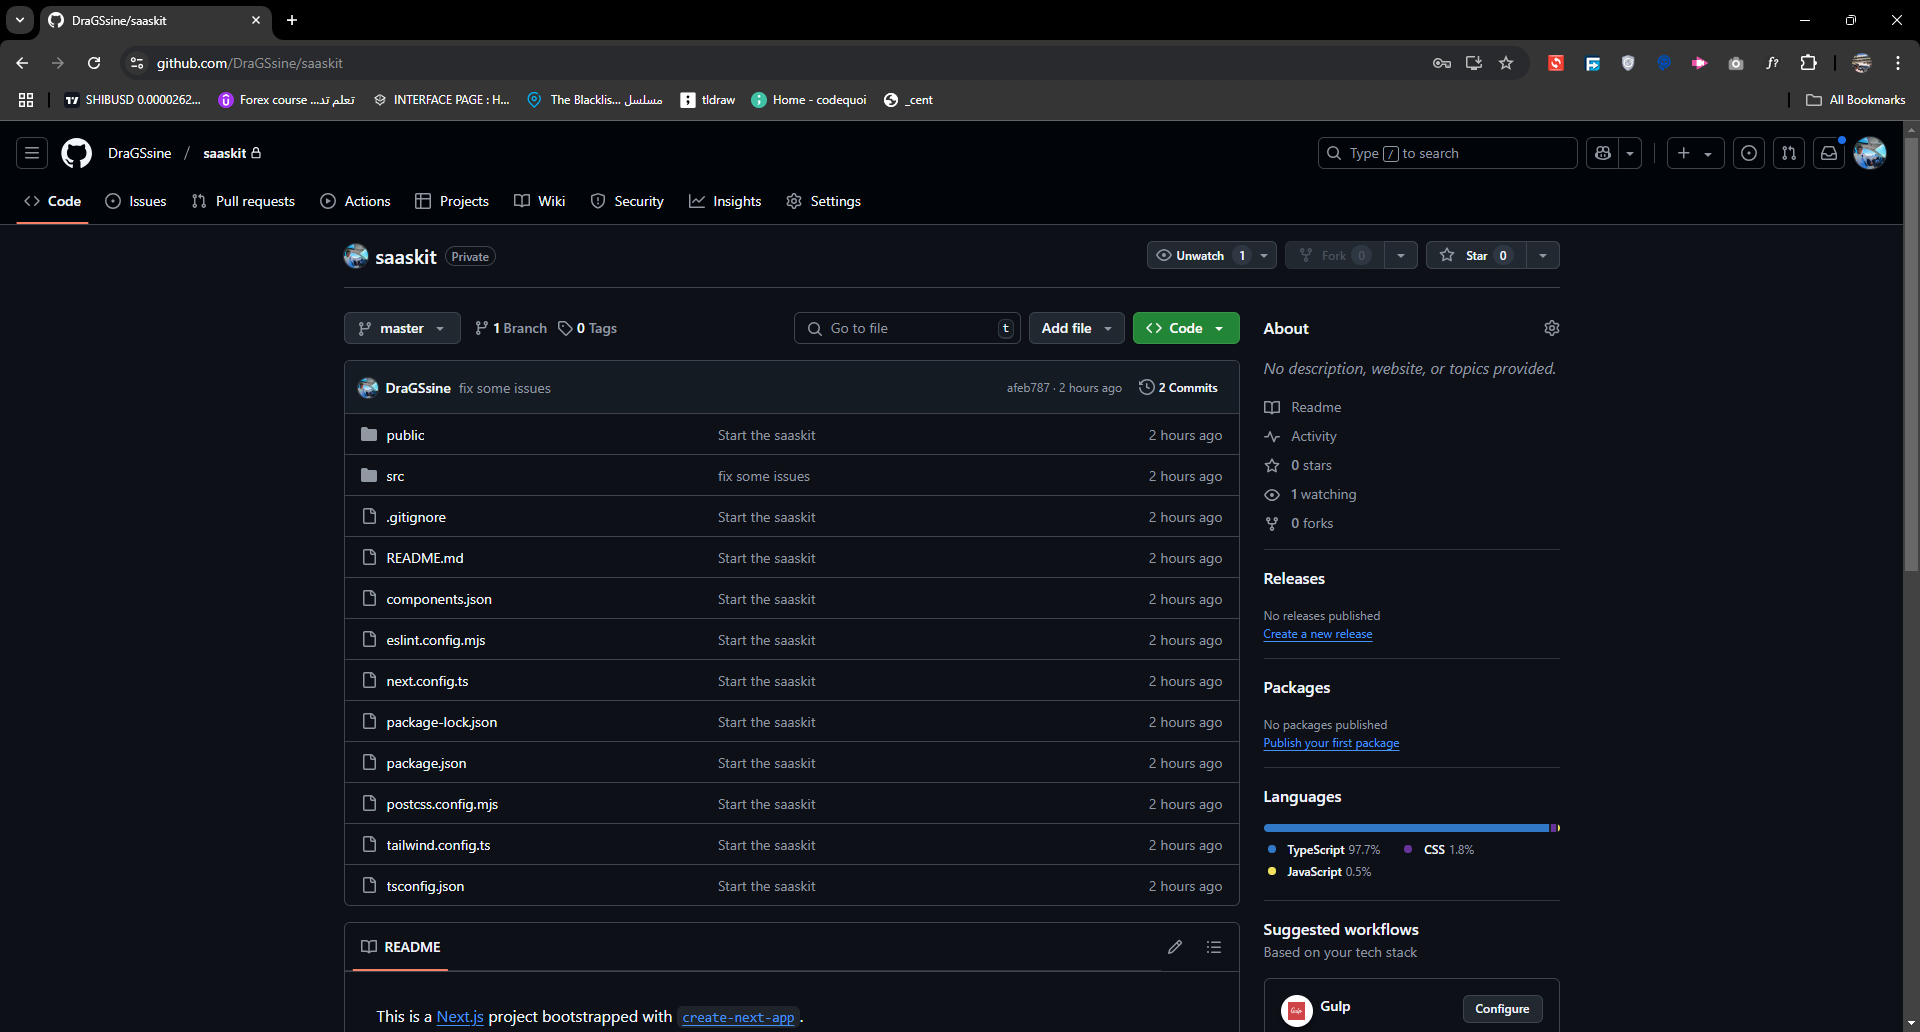 DraGSsine/saaskit
github.com/DraGSsine/saaskit
SHIBUSD 0.0000262...
Forex course ...تعلم تد
INTERFACE PAGE : H...
The Blacklis... مسلسل
tldraw
Home - codequoi
_cent
All Bookmarks
DraGSsine / saaskit
Type / to search
Code
Issues
Pull requests
Actions
Projects
Wiki
Security
Insights
Settings
saaskit Private
Unwatch 1
Fork 0
Star 0
master
1 Branch
0 Tags
Go to file t
Add file
Code
DraGSsine fix some issues afeb787 · 2 hours ago 2 Commits
public Start the saaskit 2 hours ago
src fix some issues 2 hours ago
.gitignore Start the saaskit 2 hours ago
README.md Start the saaskit 2 hours ago
components.json Start the saaskit 2 hours ago
eslint.config.mjs Start the saaskit 2 hours ago
next.config.ts Start the saaskit 2 hours ago
package-lock.json Start the saaskit 2 hours ago
package.json Start the saaskit 2 hours ago
postcss.config.mjs Start the saaskit 2 hours ago
tailwind.config.ts Start the saaskit 2 hours ago
tsconfig.json Start the saaskit 2 hours ago
README
This is a Next.js project bootstrapped with create-next-app.
About
No description, website, or topics provided.
Readme
Activity
0 stars
1 watching
0 forks
Releases
No releases published
Create a new release
Packages
No packages published
Publish your first package
Languages
TypeScript 97.7% CSS 1.8%
JavaScript 0.5%
Suggested workflows
Based on your tech stack
Gulp
Configure